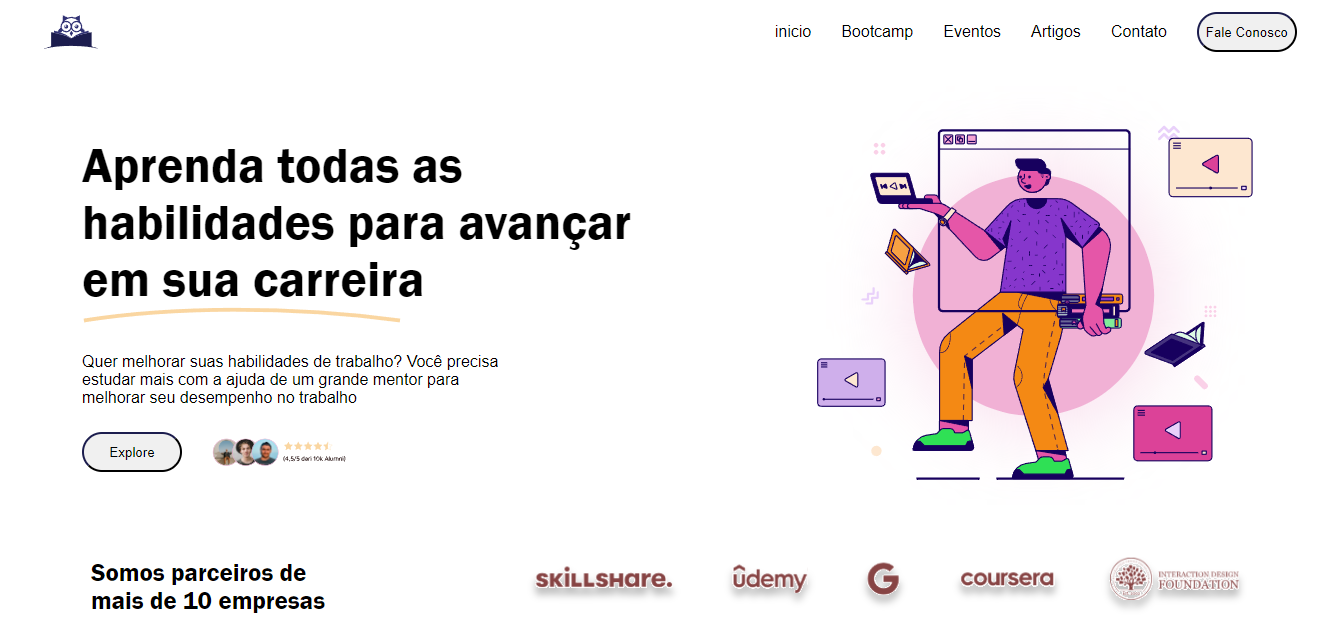 inicio Bootcamp Eventos Artigos Contato Fale Conosco
Aprenda todas as
habilidades para avançar
em sua carreira
Quer melhorar suas habilidades de trabalho? Você precisa
estudar mais com a ajuda de um grande mentor para
melhorar seu desempenho no trabalho
Explore
(4,5/5 dari 10k Alumni)
Somos parceiros de
mais de 10 empresas
SKILLSHARE.
ûdemy
G
coursera
INTERACTION DESIGN
FOUNDATION